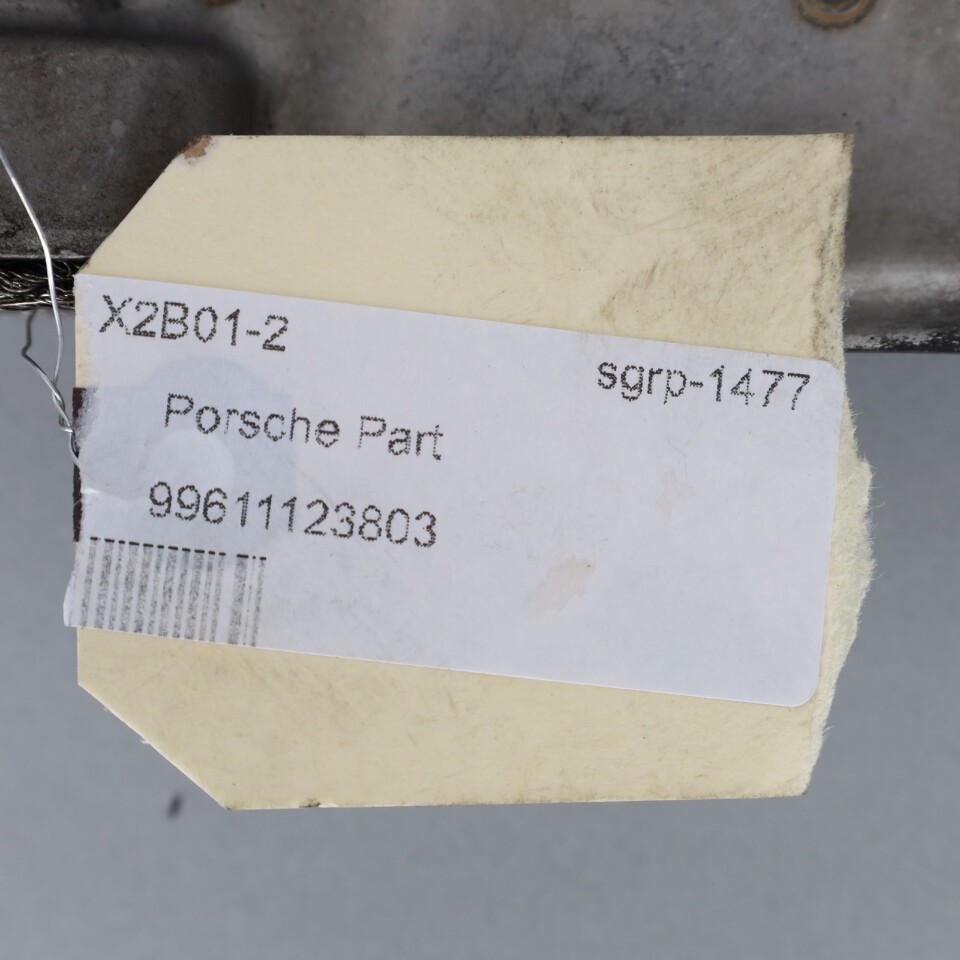 X2B01-2
sgrp-1477
Porsche Part
99611123803